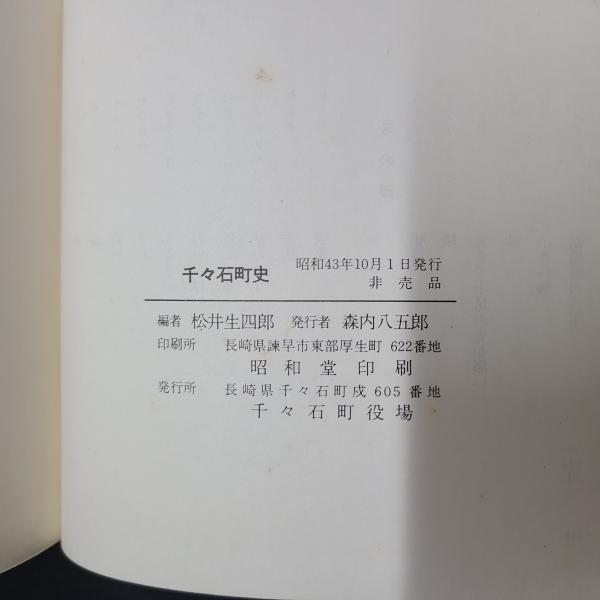 千々石町史 昭和43年10月1日発行
非売品
編者 松井生四郎 発行者 森内八五郎
印刷所 長崎県諫早市東部厚生町 622番地
昭和堂印刷
発行所 長崎県千々石町戍 605 番地
千々石町役場